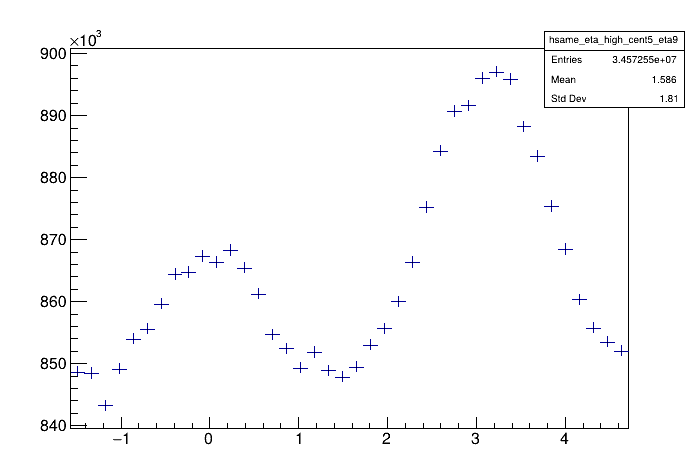 ×10³
hsame_eta_high_cent5_eta9
Entries 3.457255e+07
Mean 1.586
Std Dev 1.81
900
890
880
870
860
850
840
−1 0 1 2 3 4